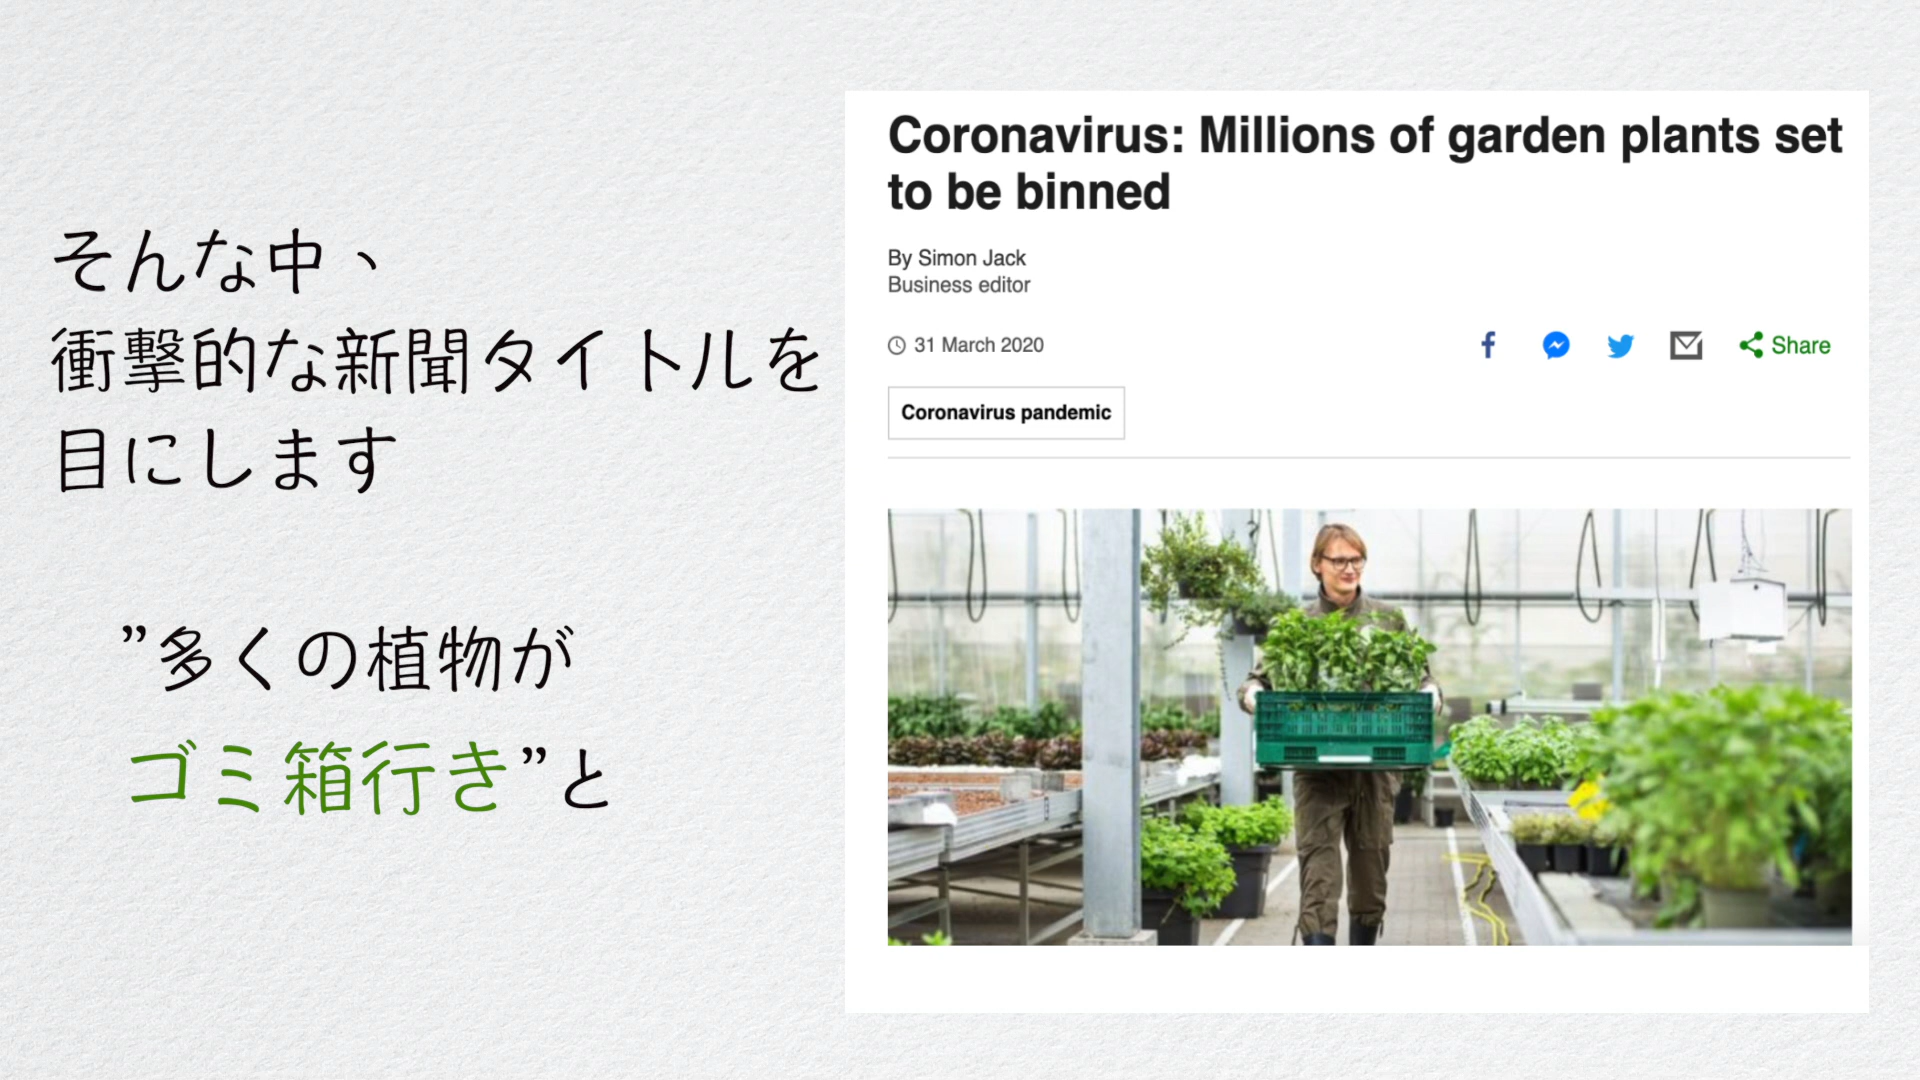 そんな中、
衝撃的な新聞タイトルを
目にします
”多くの植物が
ゴミ箱行き”と
Coronavirus: Millions of garden plants set
to be binned
By Simon Jack
Business editor
31 March 2020
Share
Coronavirus pandemic